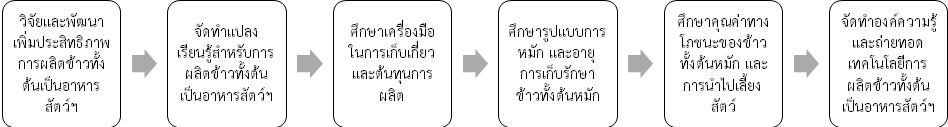 วิจัยและพัฒนา
เพิ่มประสิทธิภาพ
การผลิตข้าวทั้ง
ต้นเป็นอาหาร
สัตว์ฯ
จัดทำแปลง
เรียนรู้สำหรับการ
ผลิตข้าวทั้งต้น
เป็นอาหารสัตว์ฯ
ศึกษาเครื่องมือ
ในการเก็บเกี่ยว
และต้นทุนการ
ผลิต
ศึกษารูปแบบการ
หมัก และอายุ
การเก็บรักษา
ข้าวทั้งต้นหมัก
ศึกษาคุณค่าทาง
โภชนะของข้าว
ทั้งต้นหมัก และ
การนำไปเลี้ยง
สัตว์
จัดทำองค์ความรู้
และถ่ายทอด
เทคโนโลยีการ
ผลิตข้าวทั้งต้น
เป็นอาหารสัตว์ฯ